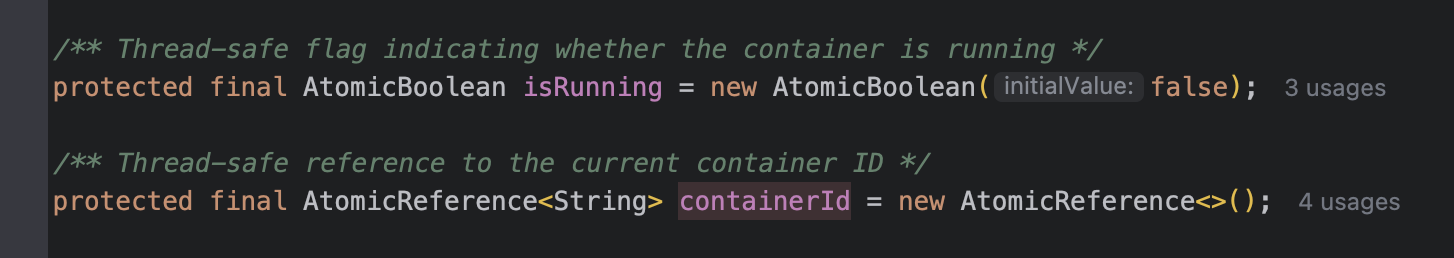 /** Thread-safe flag indicating whether the container is running */
protected final AtomicBoolean isRunning = new AtomicBoolean( initialValue: false); 3 usages
/** Thread-safe reference to the current container ID */
protected final AtomicReference<String> containerId = new AtomicReference<>(); 4 usages